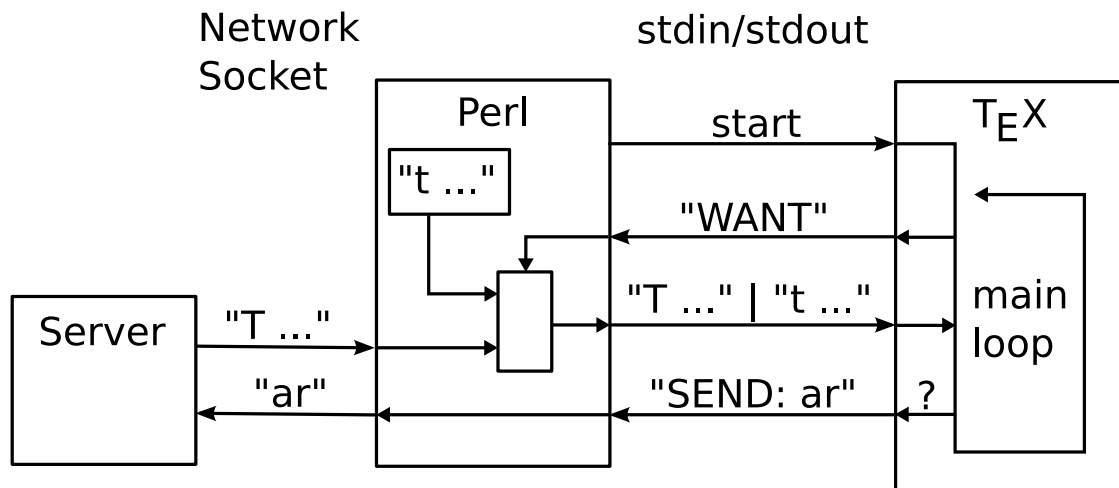 Network
Socket
stdin/stdout
Perl
TEX
start
"t ..."
"WANT"
"T ..." | "t ..."
main
loop
Server
"T ..."
"ar"
"SEND: ar"
?